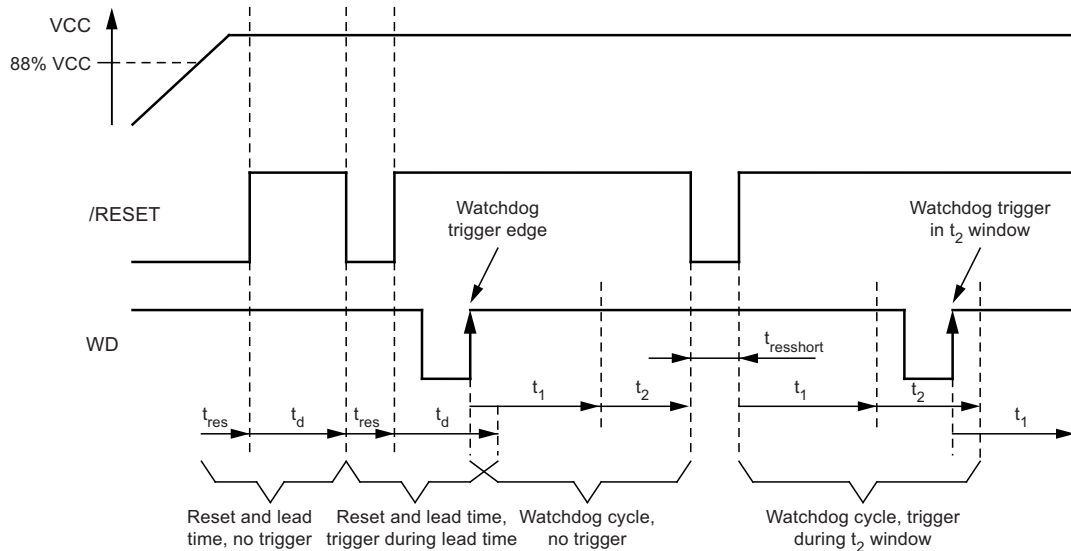 VCC
88% VCC
/RESET
Watchdog
trigger edge
Watchdog trigger
in t2 window
WD
tresshort
t1
t2
t1
t2
tres
td
tres
td
t1
Reset and lead
time, no trigger
Reset and lead time,
trigger during lead time
Watchdog cycle,
no trigger
Watchdog cycle, trigger
during t2 window